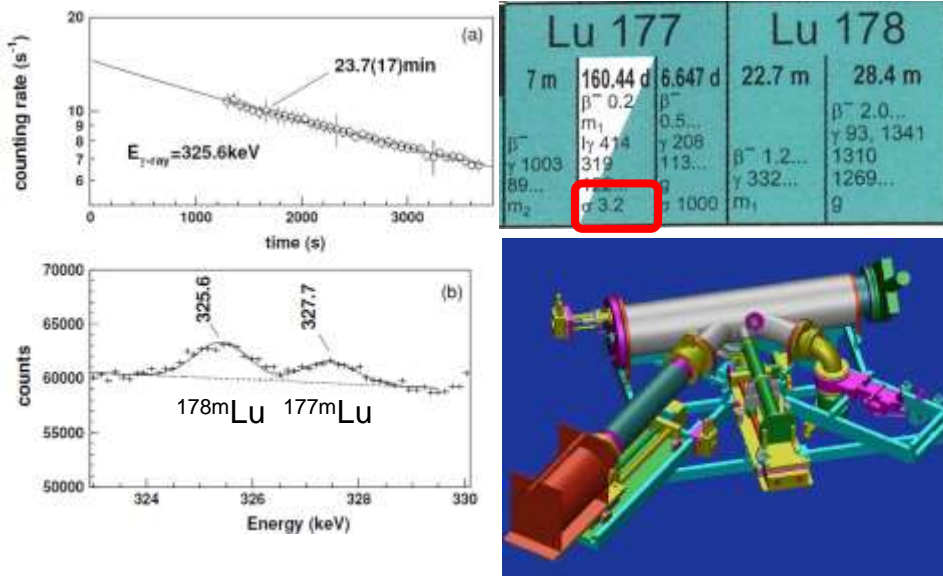 20
(a)
23.7(17)min
10
9
8
7
6
counting rate (s⁻¹)
Eγ-ray=325.6keV
0 1000 2000 3000
time (s)
70000
(b)
325.6
327.7
60000
counts
178mLu 177mLu
50000
324 326 328 330
Energy (keV)
Lu 177
7 m
160.44 d
6.647 d
β⁻
γ 1003
89...
m₂
β⁻ 0.2
m₁
Iγ 414
319
σ 3.2
β⁻
0.5...
γ 208
113...
g
σ 1000
Lu 178
22.7 m
28.4 m
β⁻ 1.2...
γ 332...
m₁
β⁻ 2.0...
γ 93, 1341
1310
1269...
g